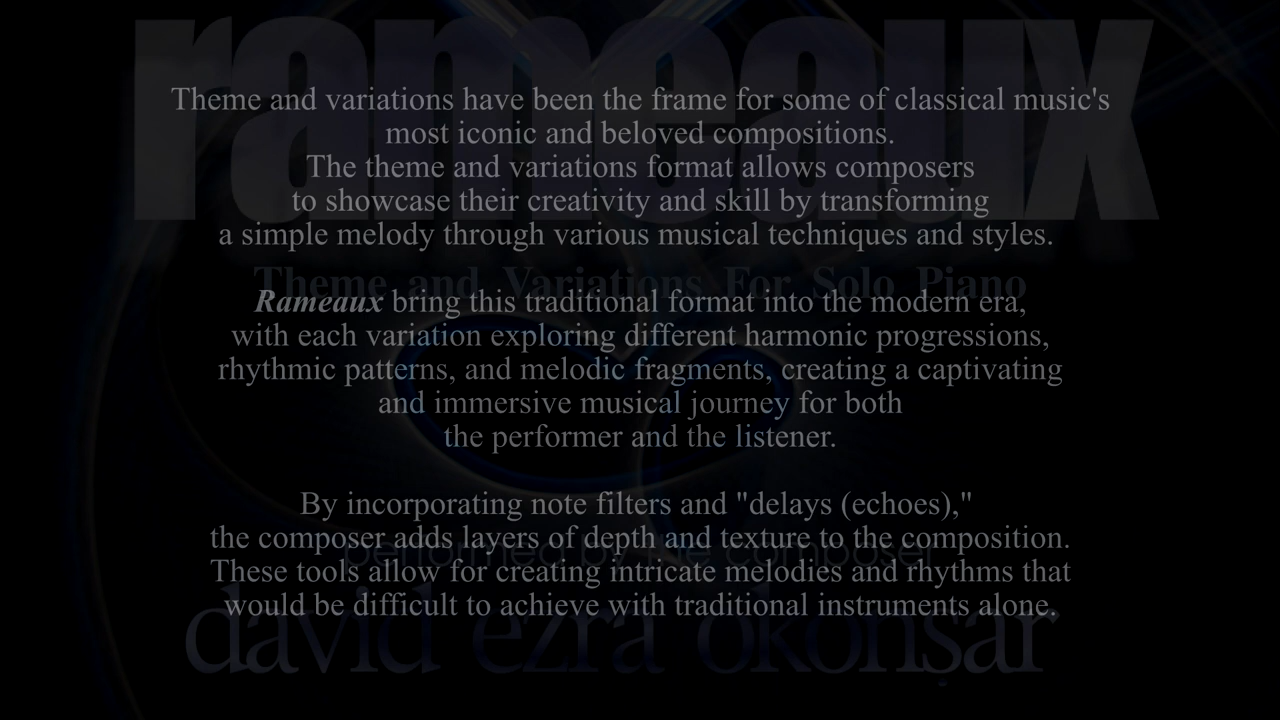 rameaux
Theme and variations have been the frame for some of classical music's
most iconic and beloved compositions.
The theme and variations format allows composers
to showcase their creativity and skill by transforming
a simple melody through various musical techniques and styles.
Theme and Variations For Solo Piano
Rameaux bring this traditional format into the modern era,
with each variation exploring different harmonic progressions,
rhythmic patterns, and melodic fragments, creating a captivating
and immersive musical journey for both
the performer and the listener.
By incorporating note filters and "delays (echoes),"
the composer adds layers of depth and texture to the composition.
performed by the composer
These tools allow for creating intricate melodies and rhythms that
would be difficult to achieve with traditional instruments alone.
david ezra okonşar